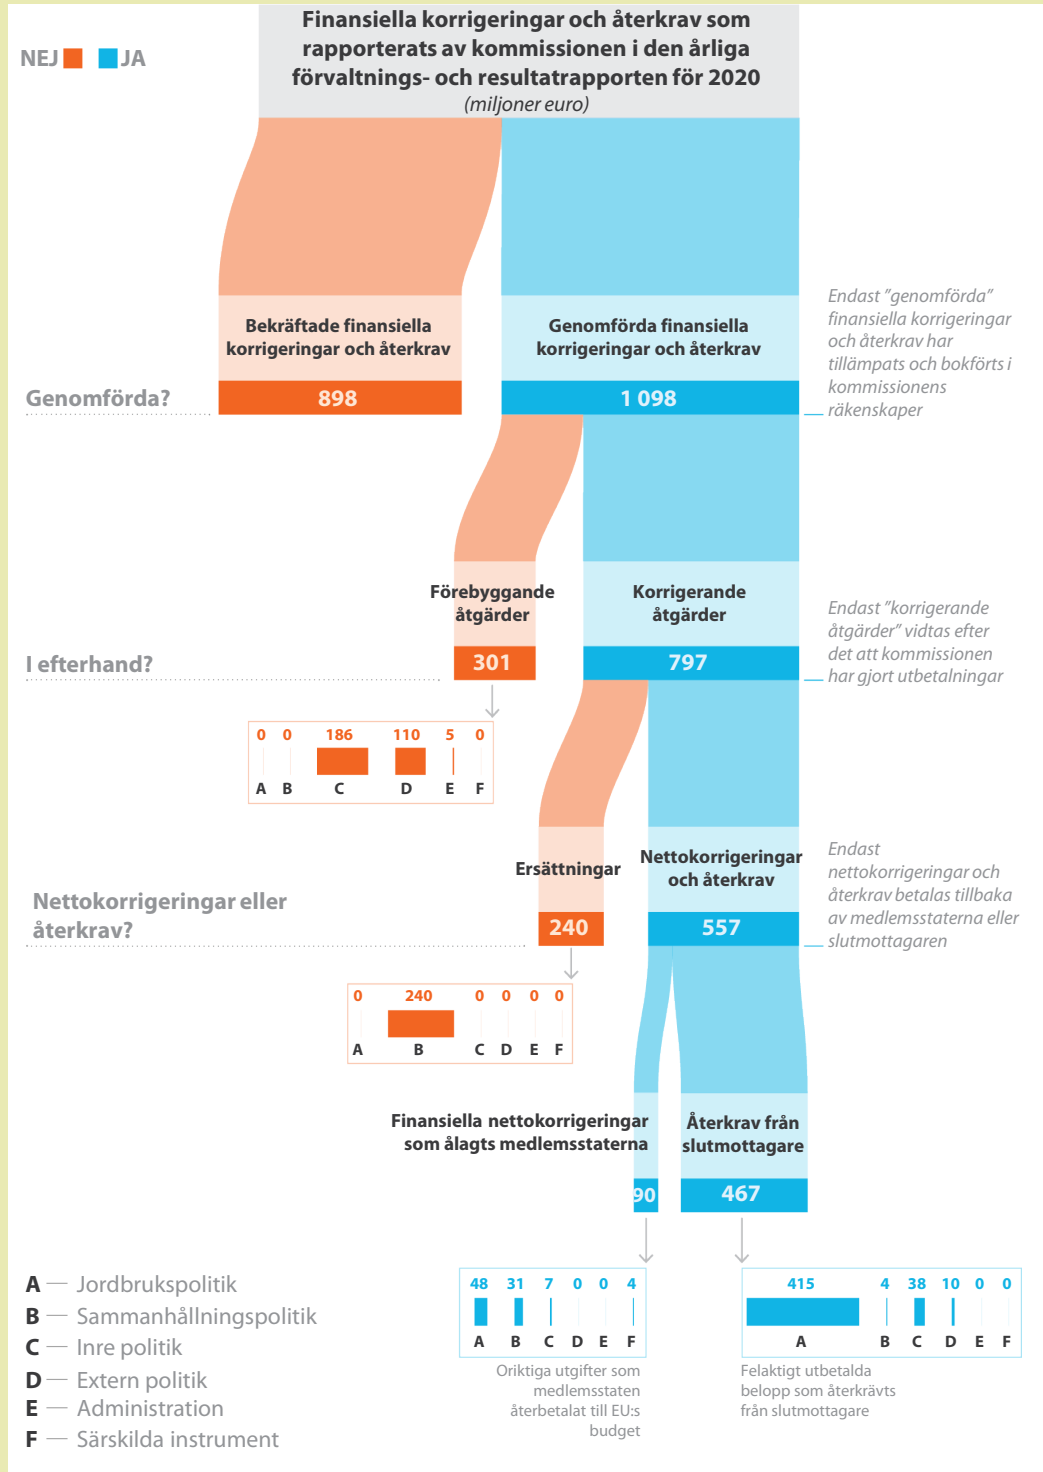 Finansiella korrigeringar och återkrav som
rapporterats av kommissionen i den årliga
förvaltnings- och resultatrapporten för 2020
(miljoner euro)
NEJ JA
Bekräftade finansiella
korrigeringar och återkrav
Genomförda finansiella
korrigeringar och återkrav
Genomförda?
898
1 098
Endast "genomförda"
finansiella korrigeringar
och återkrav har
tillämpats och bokförts i
kommissionens
räkenskaper
Förebyggande
åtgärder
Korrigerande
åtgärder
I efterhand?
301
797
Endast "korrigerande
åtgärder" vidtas efter
det att kommissionen
har gjort utbetalningar
0 0 186 110 5 0
A B C D E F
Ersättningar
Nettokorrigeringar
och återkrav
Nettokorrigeringar eller
återkrav?
240
557
Endast
nettokorrigeringar och
återkrav betalas tillbaka
av medlemsstaterna eller
slutmottagaren
0 240 0 0 0 0
A B C D E F
Finansiella nettokorrigeringar
som ålagts medlemsstaterna
Återkrav från
slutmottagare
90
467
48 31 7 0 0 4
A B C D E F
Oriktiga utgifter som
medlemsstaten
återbetalat till EU:s
budget
415 4 38 10 0 0
A B C D E F
Felaktigt utbetalda
belopp som återkrävts
från slutmottagare
A — Jordbrukspolitik
B — Sammanhållningspolitik
C — Inre politik
D — Extern politik
E — Administration
F — Särskilda instrument